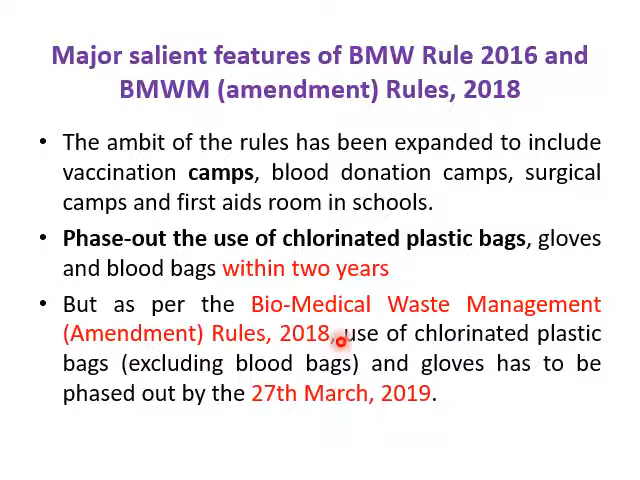 Major salient features of BMW Rule 2016 and
BMWM (amendment) Rules, 2018
• The ambit of the rules has been expanded to include
vaccination camps, blood donation camps, surgical
camps and first aids room in schools.
• Phase-out the use of chlorinated plastic bags, gloves
and blood bags within two years
• But as per the Bio-Medical Waste Management
(Amendment) Rules, 2018, use of chlorinated plastic
bags (excluding blood bags) and gloves has to be
phased out by the 27th March, 2019.